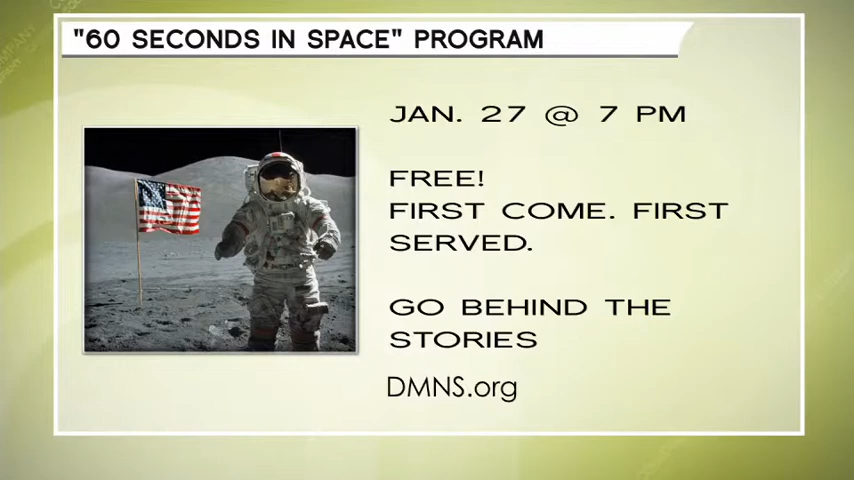 "60 SECONDS IN SPACE" PROGRAM
JAN. 27 @ 7 PM
FREE!
FIRST COME. FIRST
SERVED.
GO BEHIND THE
STORIES
DMNS.org